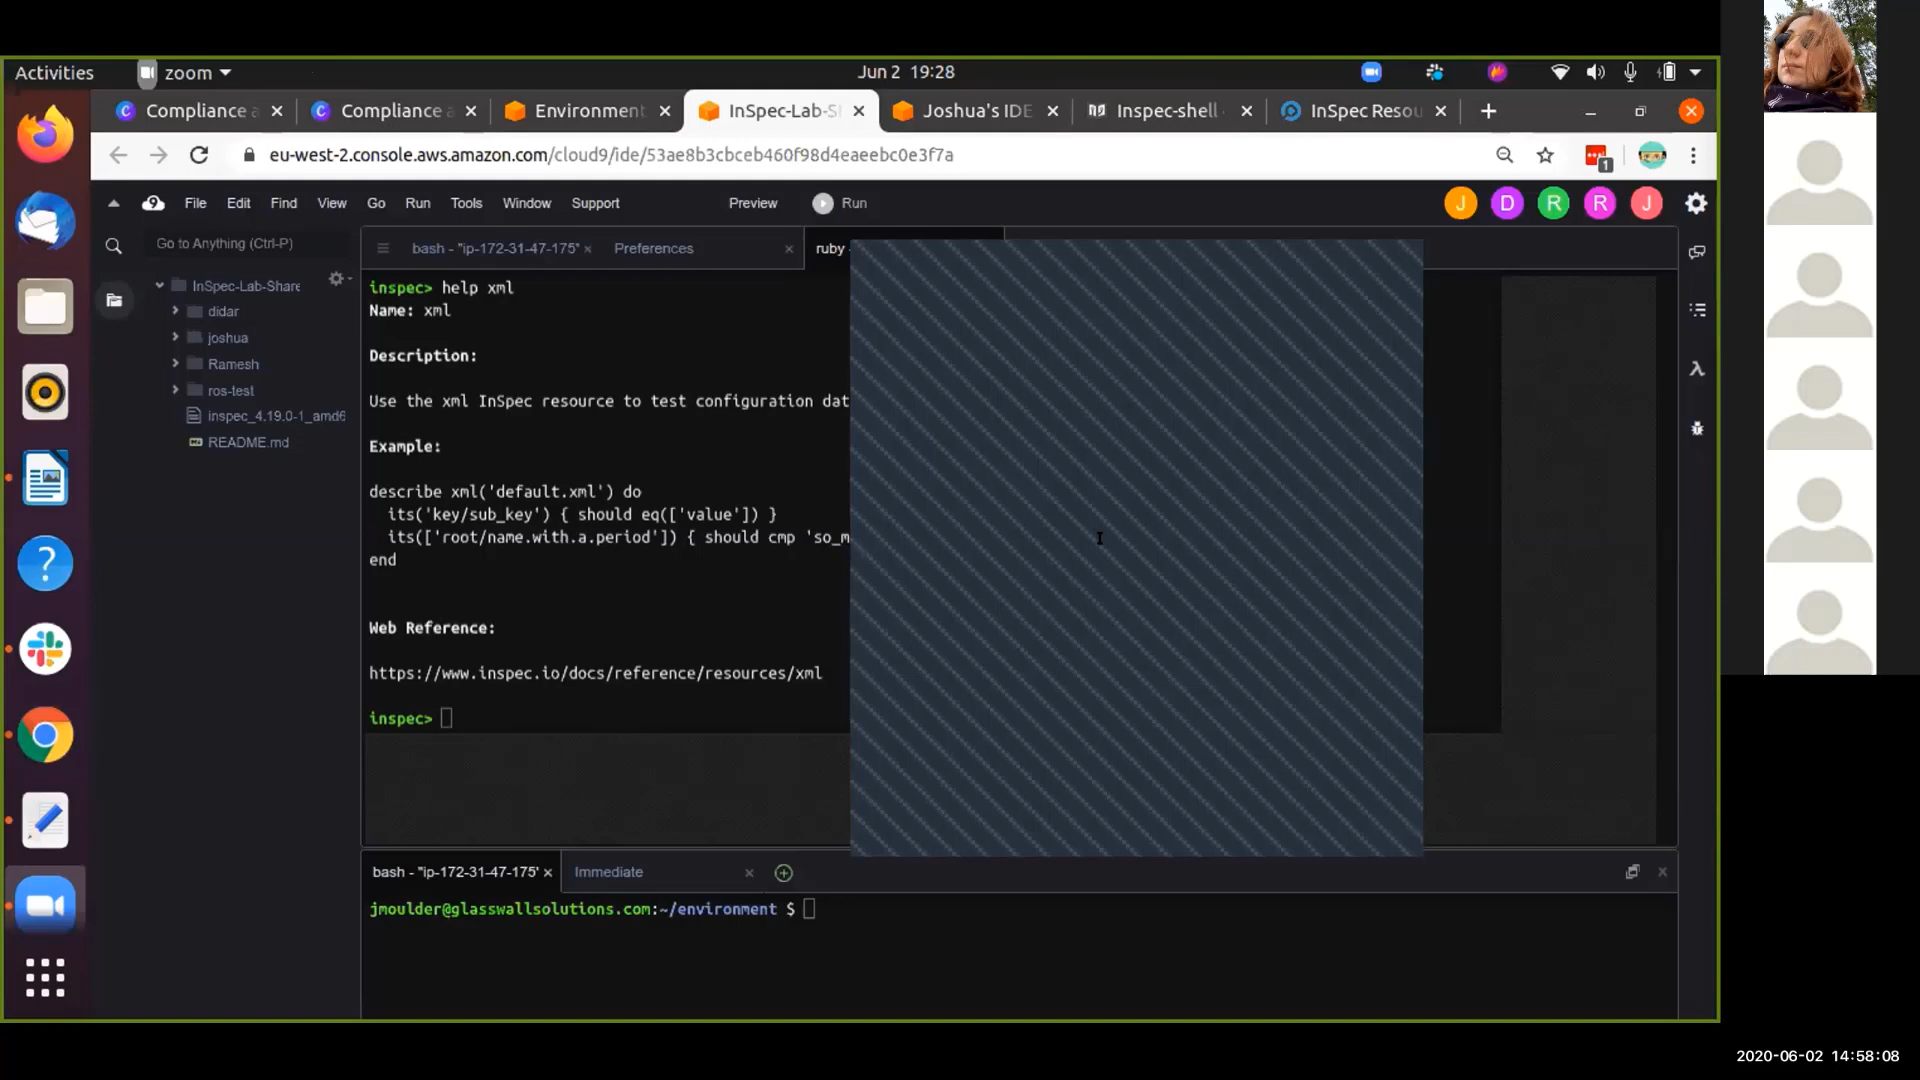 Activities
zoom
Jun 2 19:28
Compliance a
Compliance a
Environment
InSpec-Lab-S
Joshua's IDE
Inspec-shell
InSpec Resou
eu-west-2.console.aws.amazon.com/cloud9/ide/53ae8b3cbceb460f98d4eaeebc0e3f7a
1
9
File
Edit
Find
View
Go
Run
Tools
Window
Support
Preview
Run
J
D
R
R
J
Go to Anything (Ctrl-P)
bash - "ip-172-31-47-175"
Preferences
ruby
InSpec-Lab-Share
didar
joshua
Ramesh
ros-test
inspec_4.19.0-1_amd6
README.md
inspec> help xml
Name: xml
Description:
Use the xml InSpec resource to test configuration dat
Example:
describe xml('default.xml') do
its('key/sub_key') { should eq(['value']) }
its(['root/name.with.a.period']) { should cmp 'so_m
end
Web Reference:
https://www.inspec.io/docs/reference/resources/xml
inspec>
bash - "ip-172-31-47-175"
Immediate
jmoulder@glasswallsolutions.com:~/environment $
2020-06-02 14:58:08